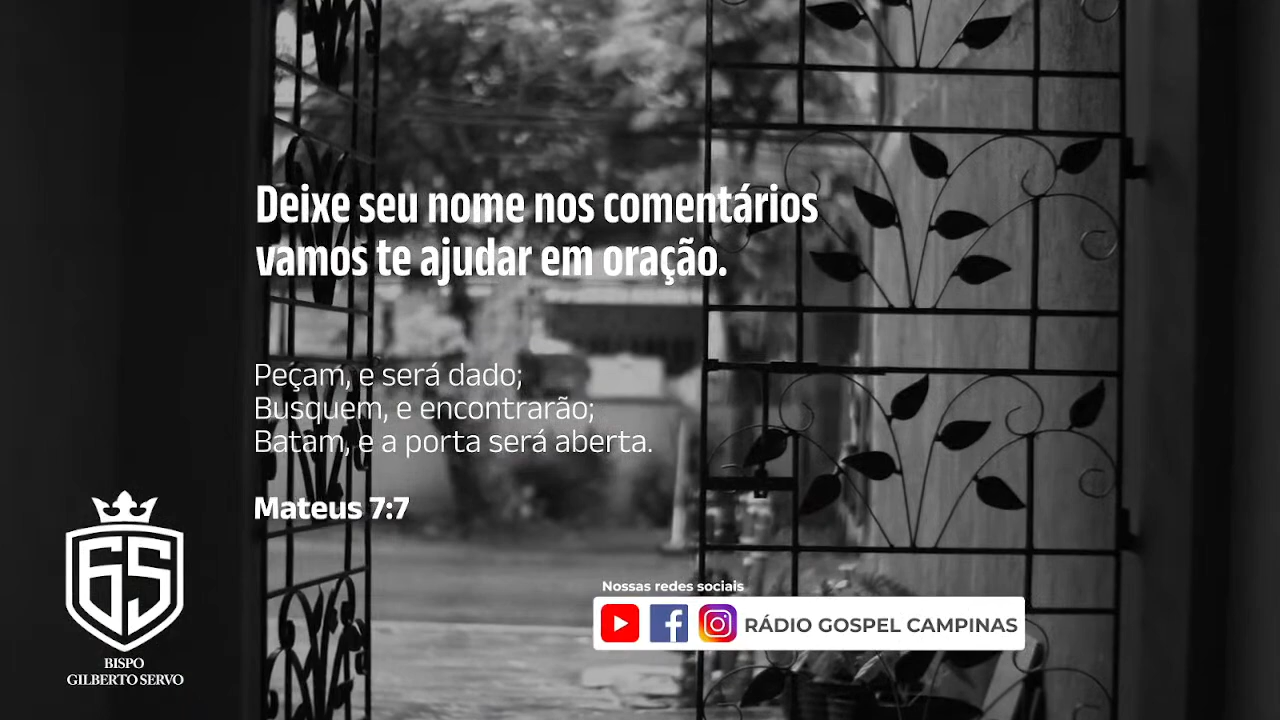 Deixe seu nome nos comentários
vamos te ajudar em oração.
Peçam, e será dado;
Busquem, e encontrarão;
Batam, e a porta será aberta.
Mateus 7:7
GS
BISPO
GILBERTO SERVO
Nossas redes sociais
RÁDIO GOSPEL CAMPINAS